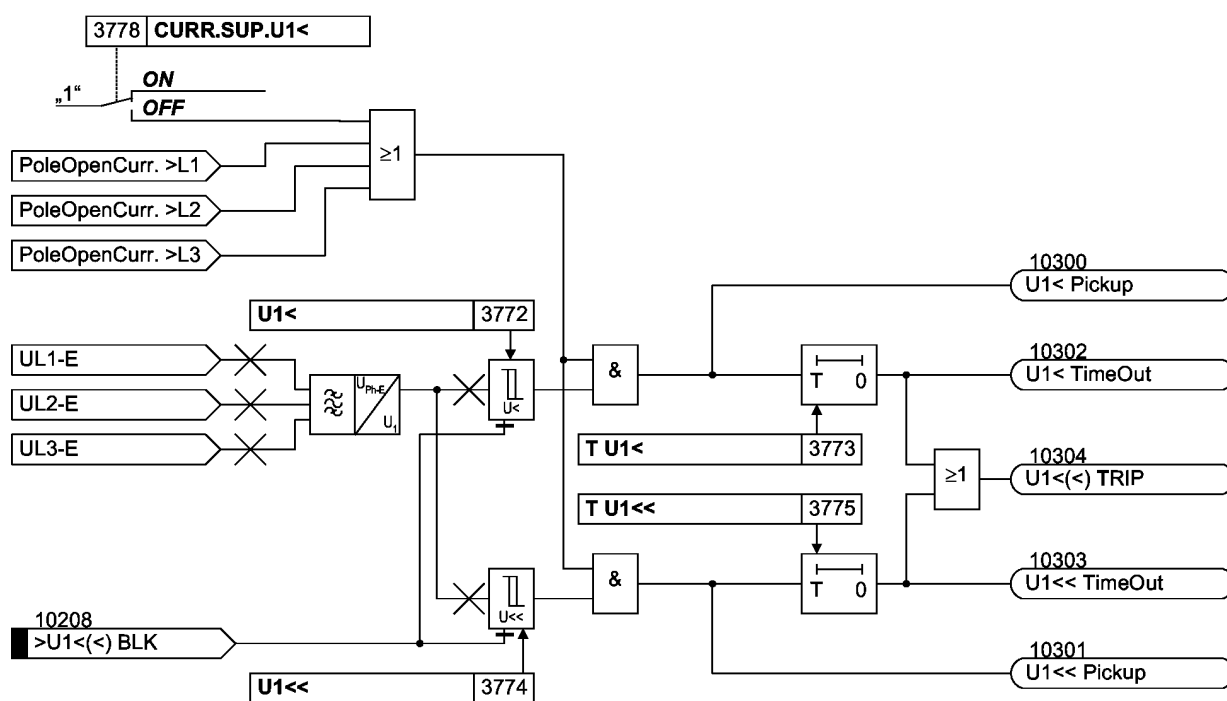 3778 CURR.SUP.U1<
„1“
ON
OFF
PoleOpenCurr. >L1
≥1
PoleOpenCurr. >L2
PoleOpenCurr. >L3
10300
U1< Pickup
U1< 3772
UL1-E
UL2-E
UL3-E
UPh-E
U1
U<
&
T 0
10302
U1< TimeOut
T U1< 3773
≥1
10304
U1<(<) TRIP
T U1<< 3775
U<<
&
T 0
10303
U1<< TimeOut
10208
>U1<(<) BLK
10301
U1<< Pickup
U1<< 3774